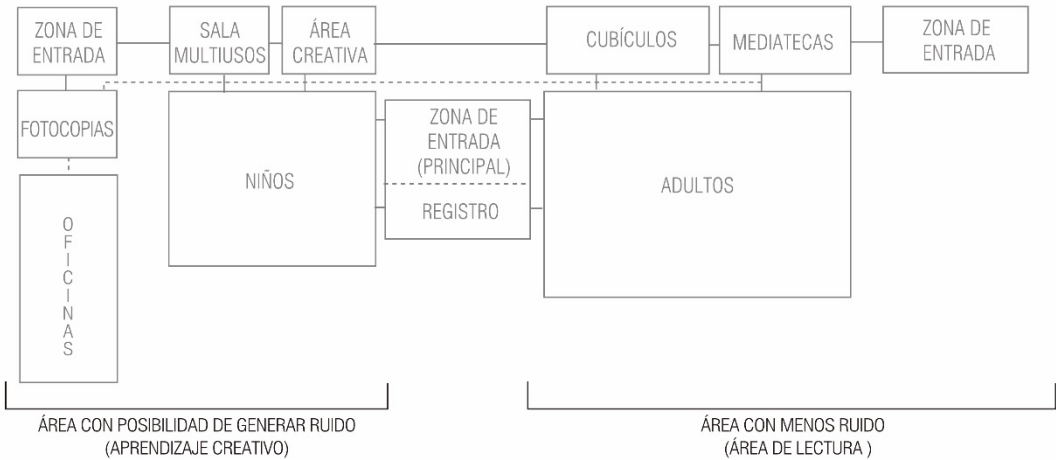 ZONA DE
ENTRADA
SALA
MULTIUSOS
ÁREA
CREATIVA
CUBÍCULOS
MEDIATECAS
ZONA DE
ENTRADA
FOTOCOPIAS
NIÑOS
ZONA DE
ENTRADA
(PRINCIPAL)
REGISTRO
ADULTOS
OFICINAS
ÁREA CON POSIBILIDAD DE GENERAR RUIDO
(APRENDIZAJE CREATIVO)
ÁREA CON MENOS RUIDO
(ÁREA DE LECTURA )